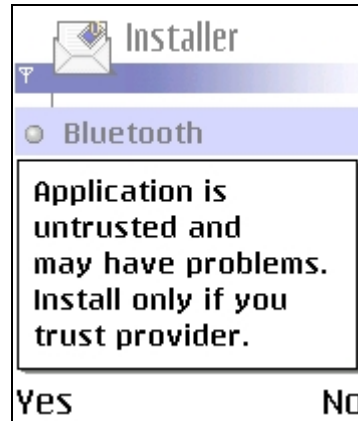 Installer
Bluetooth
Application is
untrusted and
may have problems.
Install only if you
trust provider.
Yes No